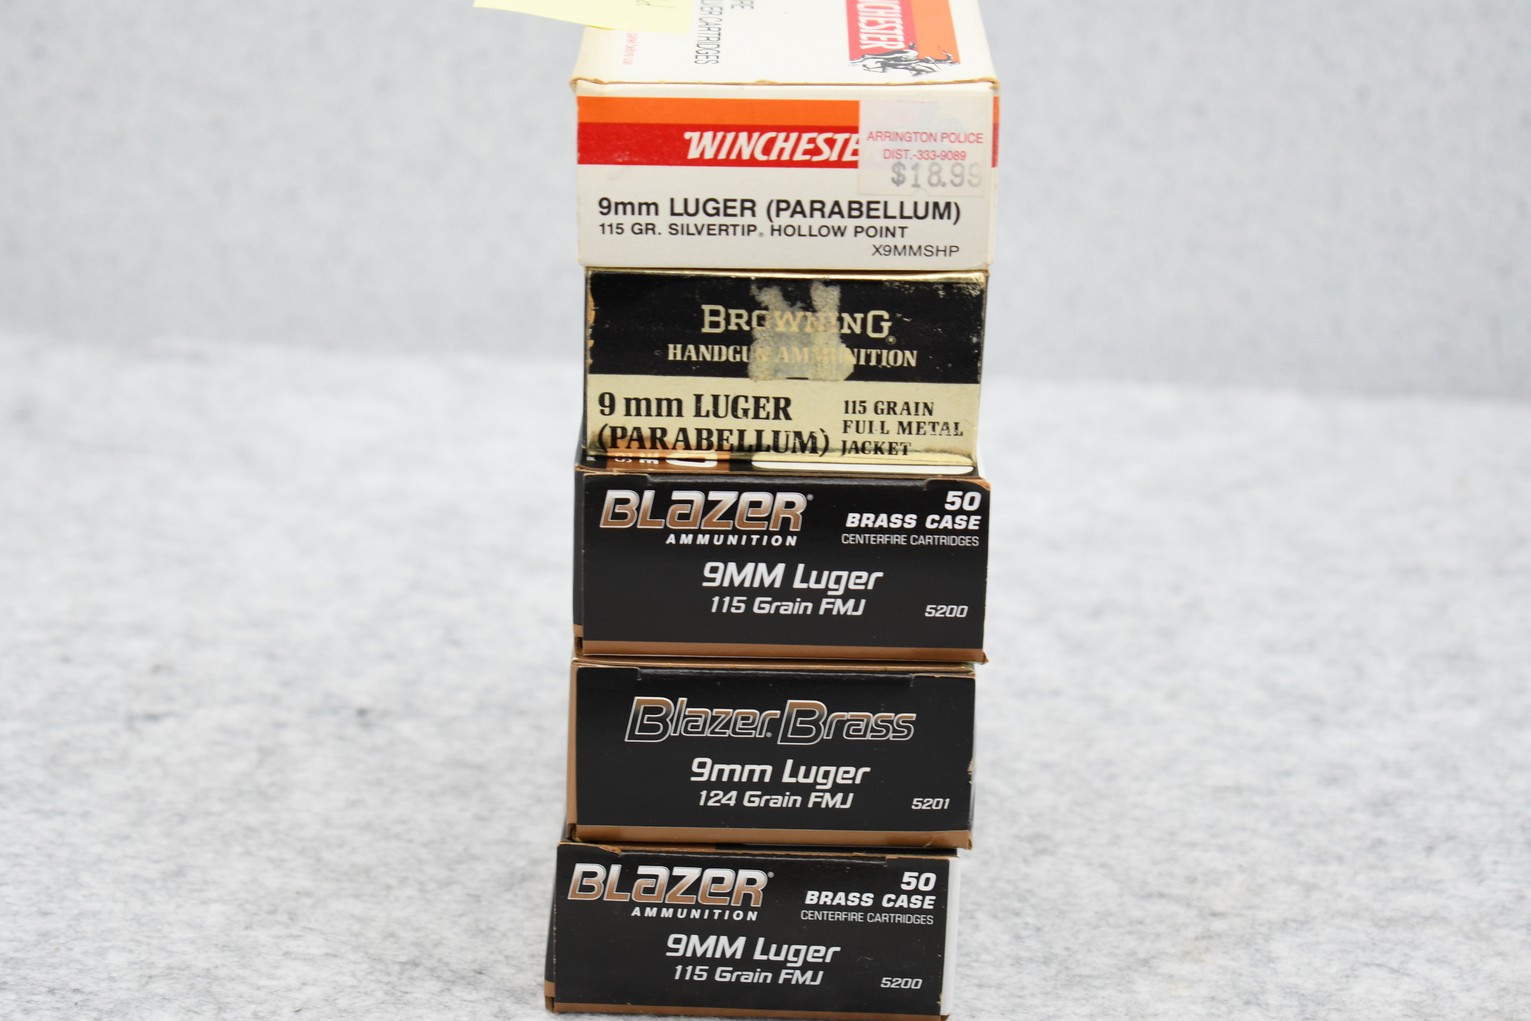 WINCHESTER
9mm LUGER (PARABELLUM)
115 GR. SILVERTIP® HOLLOW POINT
X9MMSHP
ARRINGTON POLICE
DIST.-333-9089
$18.99
BROWNING®
HANDGUN AMMUNITION
9 mm LUGER
(PARABELLUM)
115 GRAIN
FULL METAL
JACKET
BLAZER®
AMMUNITION
50
BRASS CASE
CENTERFIRE CARTRIDGES
9MM Luger
115 Grain FMJ
5200
Blazer® Brass
9mm Luger
124 Grain FMJ
5201
BLAZER®
AMMUNITION
50
BRASS CASE
CENTERFIRE CARTRIDGES
9MM Luger
115 Grain FMJ
5200